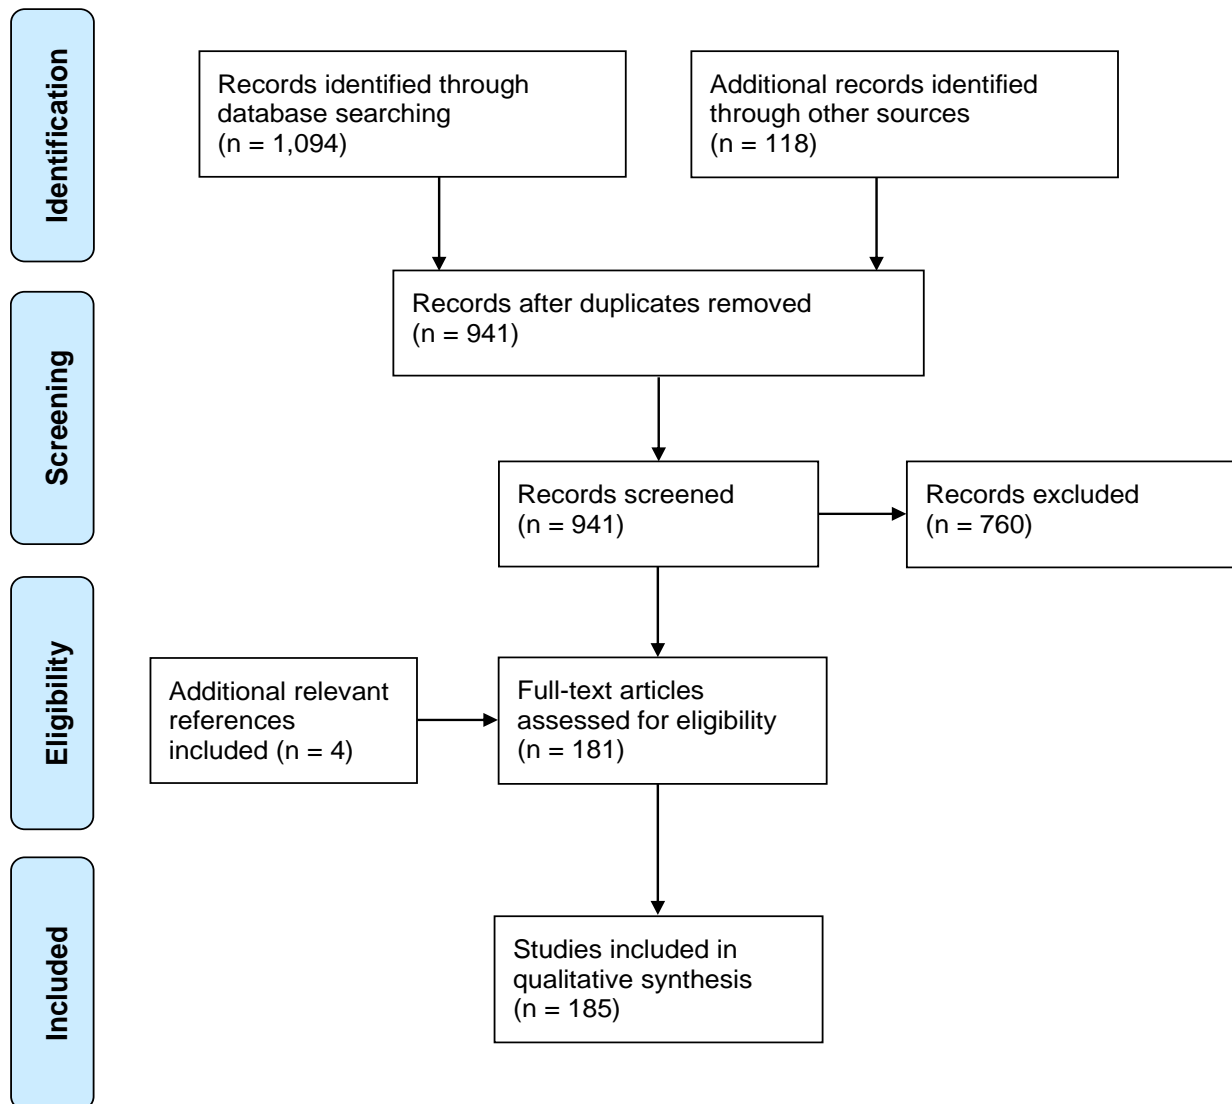 Identification
Records identified through
database searching
(n = 1,094)
Additional records identified
through other sources
(n = 118)
Screening
Records after duplicates removed
(n = 941)
Records screened
(n = 941)
Records excluded
(n = 760)
Eligibility
Additional relevant
references
included (n = 4)
Full-text articles
assessed for eligibility
(n = 181)
Included
Studies included in
qualitative synthesis
(n = 185)